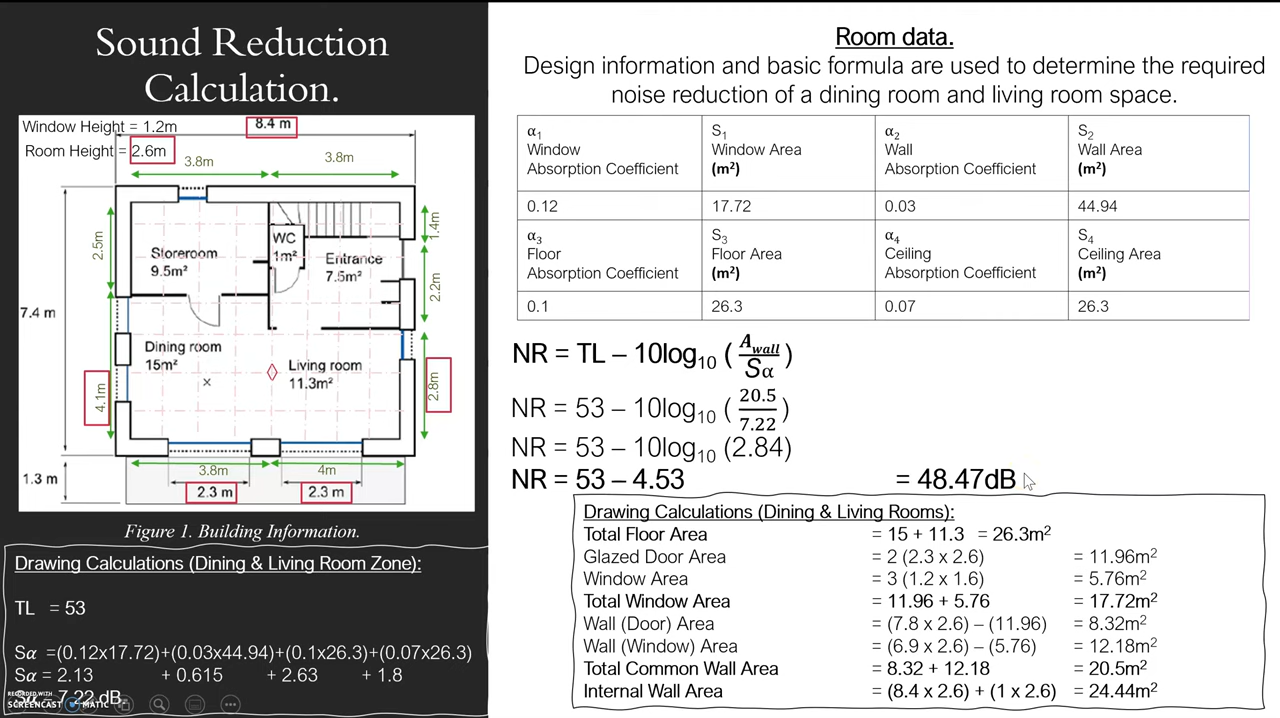 Sound Reduction
Calculation.
Window Height = 1.2m
Room Height = 2.6m
8.4 m
3.8m
3.8m
2.5m
1.4m
WC
1m²
Storeroom
9.5m²
Entrance
7.5m²
2.2m
7.4 m
Dining room
15m²
Living room
11.3m²
4.1m
2.8m
3.8m
4m
1.3 m
2.3 m
2.3 m
Figure 1. Building Information.
Drawing Calculations (Dining & Living Room Zone):
TL = 53
Sα =(0.12x17.72)+(0.03x44.94)+(0.1x26.3)+(0.07x26.3)
Sα = 2.13 + 0.615 + 2.63 + 1.8
Sα = 7.22 dB.
RECORDED WITH
SCREENCAST MATIC
Room data.
Design information and basic formula are used to determine the required
noise reduction of a dining room and living room space.
α₁ S₁ α₂ S₂
Window Window Area Wall Wall Area
Absorption Coefficient (m²) Absorption Coefficient (m²)
0.12 17.72 0.03 44.94
α₃ S₃ α₄ S₄
Floor Floor Area Ceiling Ceiling Area
Absorption Coefficient (m²) Absorption Coefficient (m²)
0.1 26.3 0.07 26.3
NR = TL – 10log₁₀ (A_wall/Sα)
NR = 53 – 10log₁₀ (20.5/7.22)
NR = 53 – 10log₁₀ (2.84)
NR = 53 – 4.53 = 48.47dB
Drawing Calculations (Dining & Living Rooms):
Total Floor Area = 15 + 11.3 = 26.3m²
Glazed Door Area = 2 (2.3 x 2.6) = 11.96m²
Window Area = 3 (1.2 x 1.6) = 5.76m²
Total Window Area = 11.96 + 5.76 = 17.72m²
Wall (Door) Area = (7.8 x 2.6) – (11.96) = 8.32m²
Wall (Window) Area = (6.9 x 2.6) – (5.76) = 12.18m²
Total Common Wall Area = 8.32 + 12.18 = 20.5m²
Internal Wall Area = (8.4 x 2.6) + (1 x 2.6) = 24.44m²